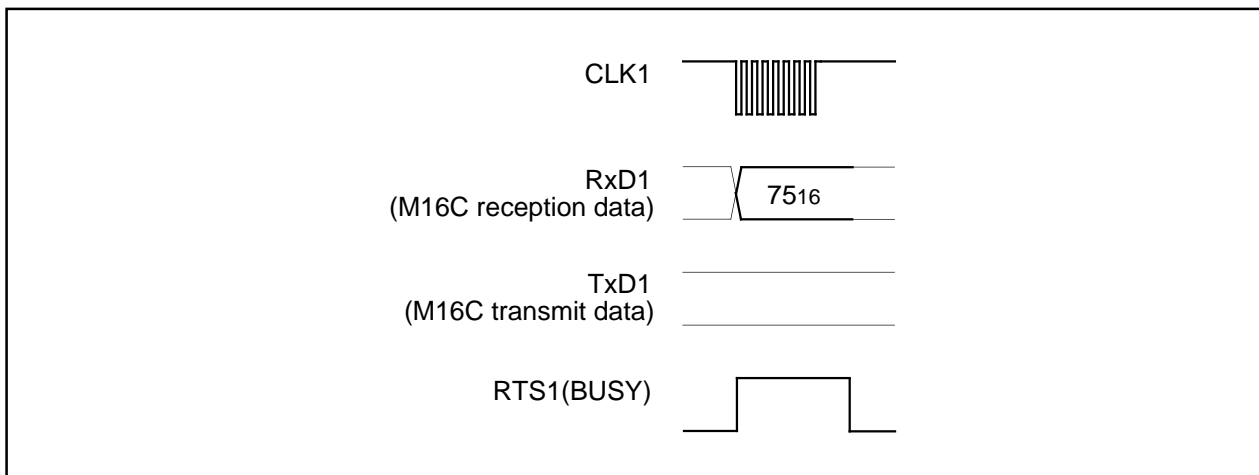 CLK1
RxD1
(M16C reception data)
7516
TxD1
(M16C transmit data)
RTS1(BUSY)